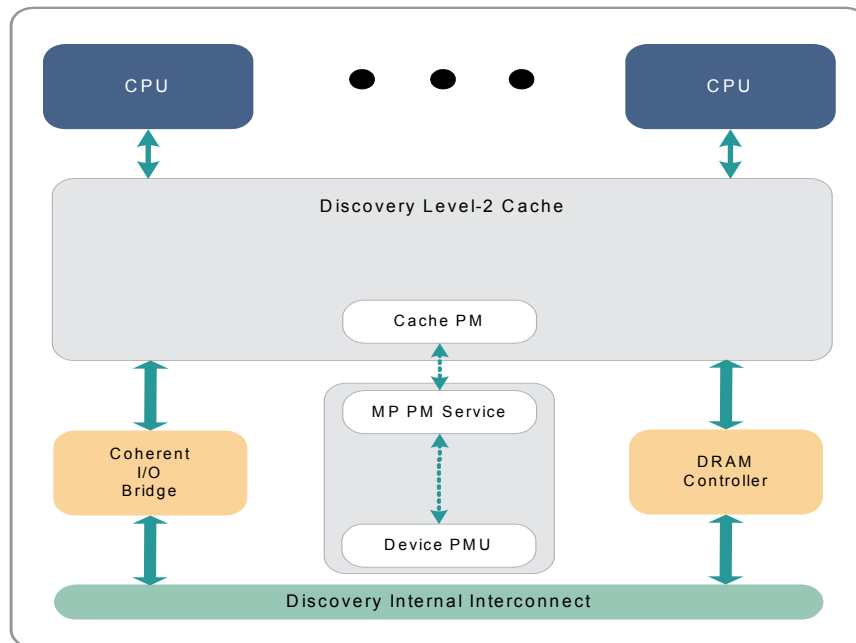 CPU
CPU
Discovery Level-2 Cache
Cache PM
MP PM Service
Coherent
I/O
Bridge
DRAM
Controller
Device PMU
Discovery Internal Interconnect